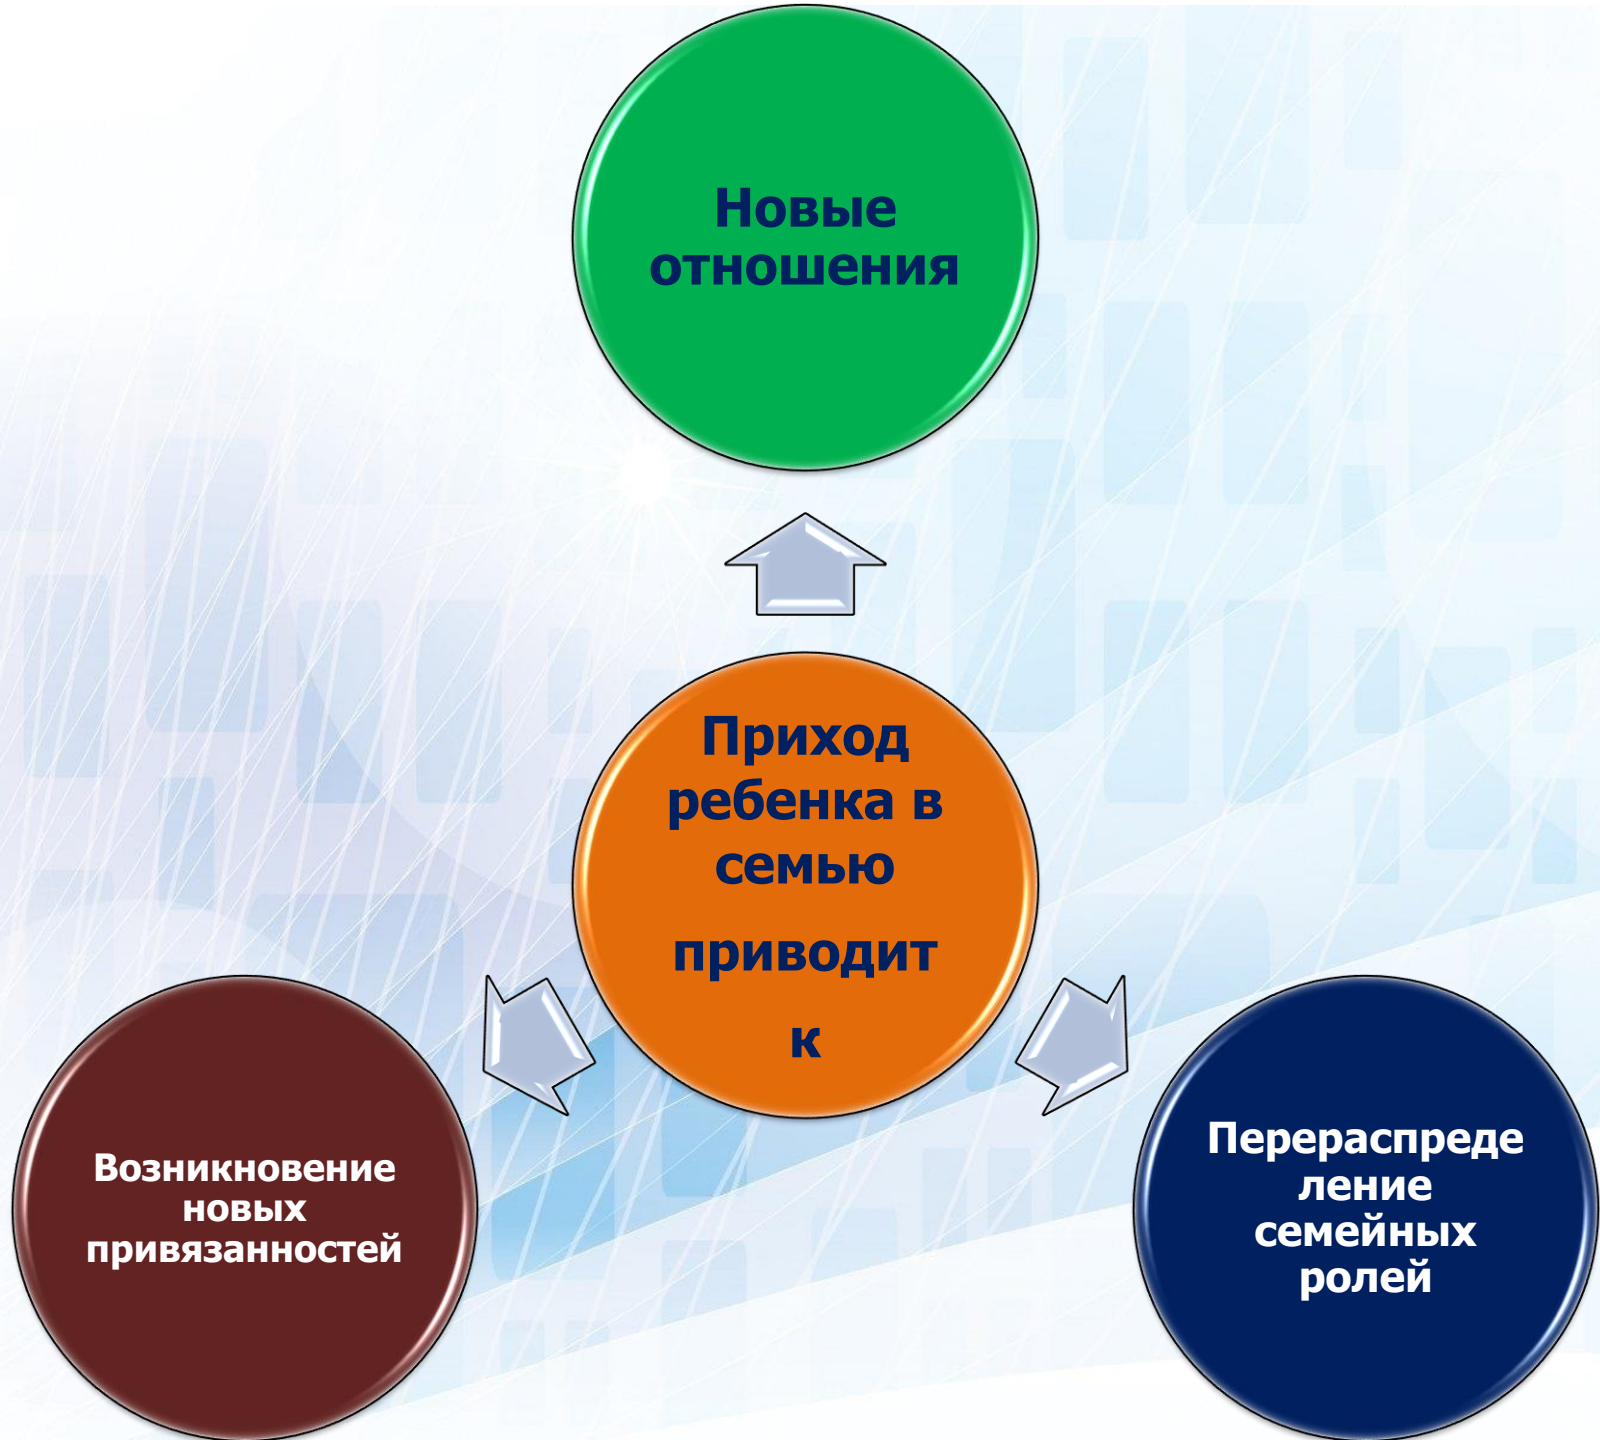 Новые
отношения
Приход
ребенка в
семью
приводит
к
Возникновение
новых
привязанностей
Перераспреде
ление
семейных
ролей